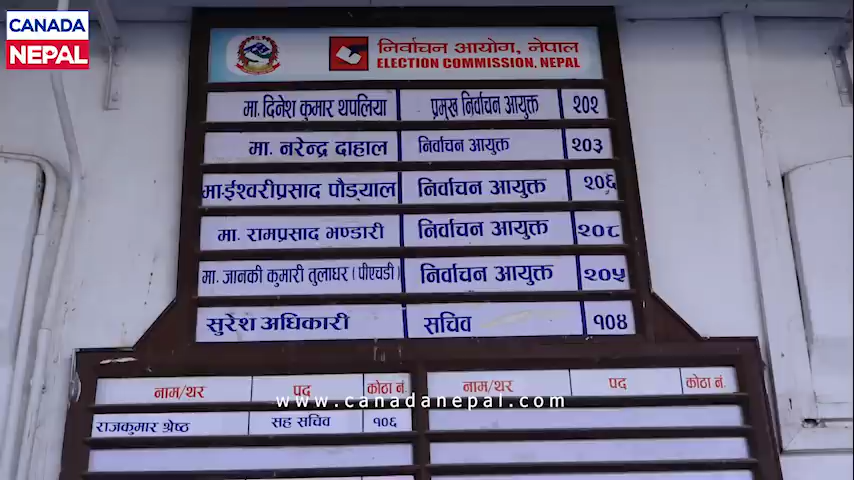 CANADA
NEPAL
निर्वाचन आयोग, नेपाल
ELECTION COMMISSION, NEPAL
मा. दिनेश कुमार थपलिया प्रमुख निर्वाचन आयुक्त २०२
मा. नरेन्द्र दाहाल निर्वाचन आयुक्त २०३
मा.ईश्वरीप्रसाद पौड्याल निर्वाचन आयुक्त २०६
मा. रामप्रसाद भण्डारी निर्वाचन आयुक्त २०८
मा. जानकी कुमारी तुलाधर (पीएचडी) निर्वाचन आयुक्त २०५
सुरेश अधिकारी सचिव १०४
नाम/थर पद कोठा नं. नाम/थर पद कोठा नं.
www.canadanepal.com
राजकुमार श्रेष्ठ सह सचिव १०६